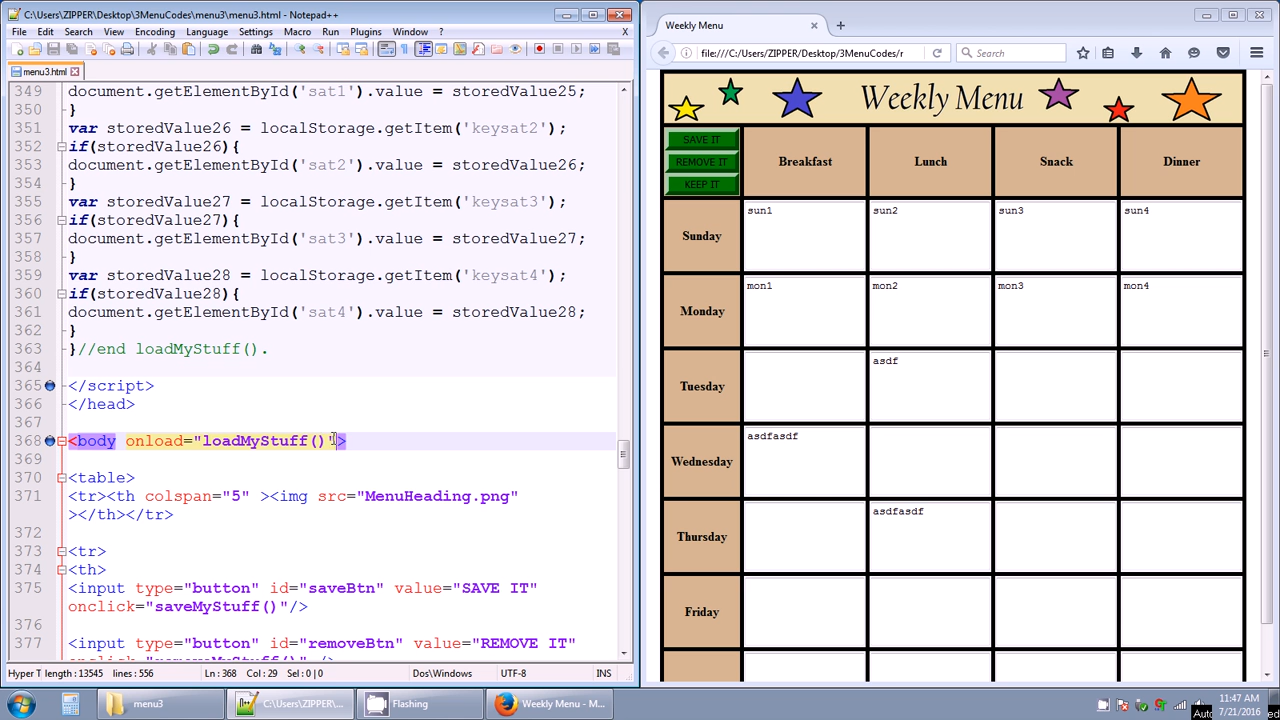 C:\Users\ZIPPER\Desktop\3MenuCodes\menu3\menu3.html - Notepad++
File Edit Search View Encoding Language Settings Macro Run Plugins Window ?
menu3.html
349 document.getElementById('sat1').value = storedValue25;
350 }
351 var storedValue26 = localStorage.getItem('keysat2');
352 if(storedValue26){
353 document.getElementById('sat2').value = storedValue26;
354 }
355 var storedValue27 = localStorage.getItem('keysat3');
356 if(storedValue27){
357 document.getElementById('sat3').value = storedValue27;
358 }
359 var storedValue28 = localStorage.getItem('keysat4');
360 if(storedValue28){
361 document.getElementById('sat4').value = storedValue28;
362 }
363 }//end loadMyStuff().
364
365 </script>
366 </head>
367
368 <body onload="loadMyStuff()">
369
370 <table>
371 <tr><th colspan="5" ><img src="MenuHeading.png"
></th></tr>
372
373 <tr>
374 <th>
375 <input type="button" id="saveBtn" value="SAVE IT"
onclick="saveMyStuff()"/>
376
377 <input type="button" id="removeBtn" value="REMOVE IT"
Hyper T length : 13545 lines : 556 Ln : 368 Col : 29 Sel : 0 | 0 Dos\Windows UTF-8 INS
Weekly Menu
file:///C:/Users/ZIPPER/Desktop/3MenuCodes/r
Search
Weekly Menu
SAVE IT
REMOVE IT
KEEP IT
Breakfast Lunch Snack Dinner
Sunday sun1 sun2 sun3 sun4
Monday mon1 mon2 mon3 mon4
Tuesday asdf
Wednesday asdfasdf
Thursday asdfasdf
Friday
menu3
C:\Users\ZIPPER\...
Flashing
Weekly Menu - M...
11:47 AM
7/21/2016